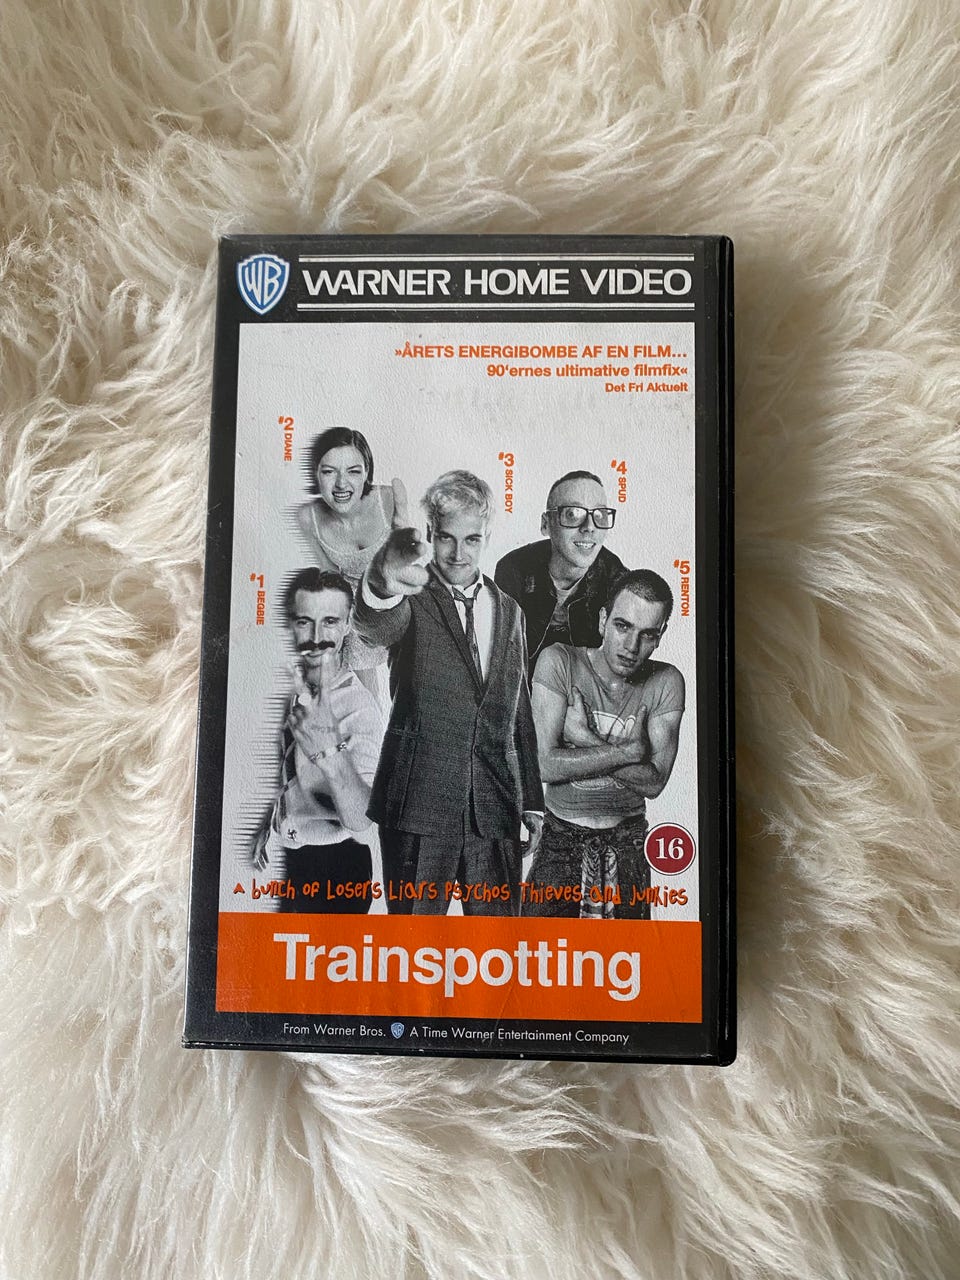 WB WARNER HOME VIDEO
»ÅRETS ENERGIBOMBE AF EN FILM...
90'ernes ultimative filmfix«
Det Fri Aktuelt
#2 DIANE
#3 SICK BOY
#4 SPUD
#1 BEGBIE
#5 RENTON
16
A bunch of Losers Liars Psychos Thieves and Junkies
Trainspotting
From Warner Bros. WB A Time Warner Entertainment Company